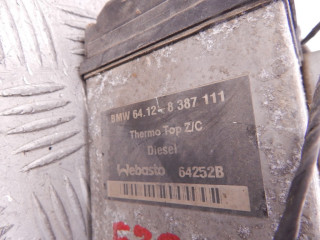 BMW 64.12-8 387 111
Thermo Top Z/C
Diesel
Webasto 64252B